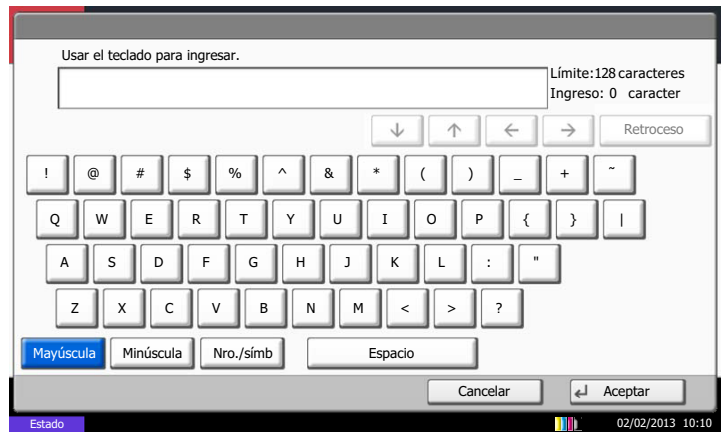 Usar el teclado para ingresar.
Límite:128 caracteres
Ingreso: 0 caracter
Retroceso
! @ # $ % ^ & * ( ) _ + ~
Q W E R T Y U I O P { } |
A S D F G H J K L : "
Z X C V B N M < > ?
Mayúscula Minúscula Nro./símb Espacio
Cancelar Aceptar
Estado 02/02/2013 10:10